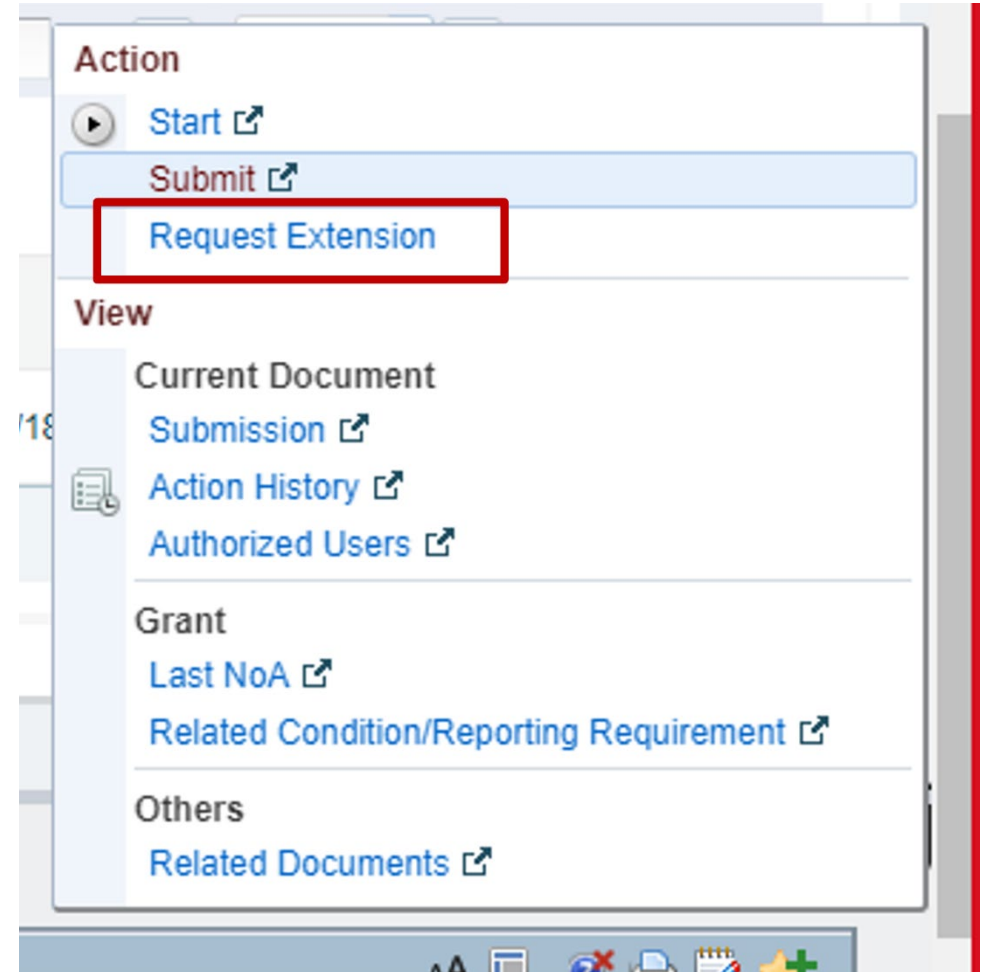 Action
Start
Submit
Request Extension
View
Current Document
/18
Submission
Action History
Authorized Users
Grant
Last NoA
Related Condition/Reporting Requirement
Others
Related Documents